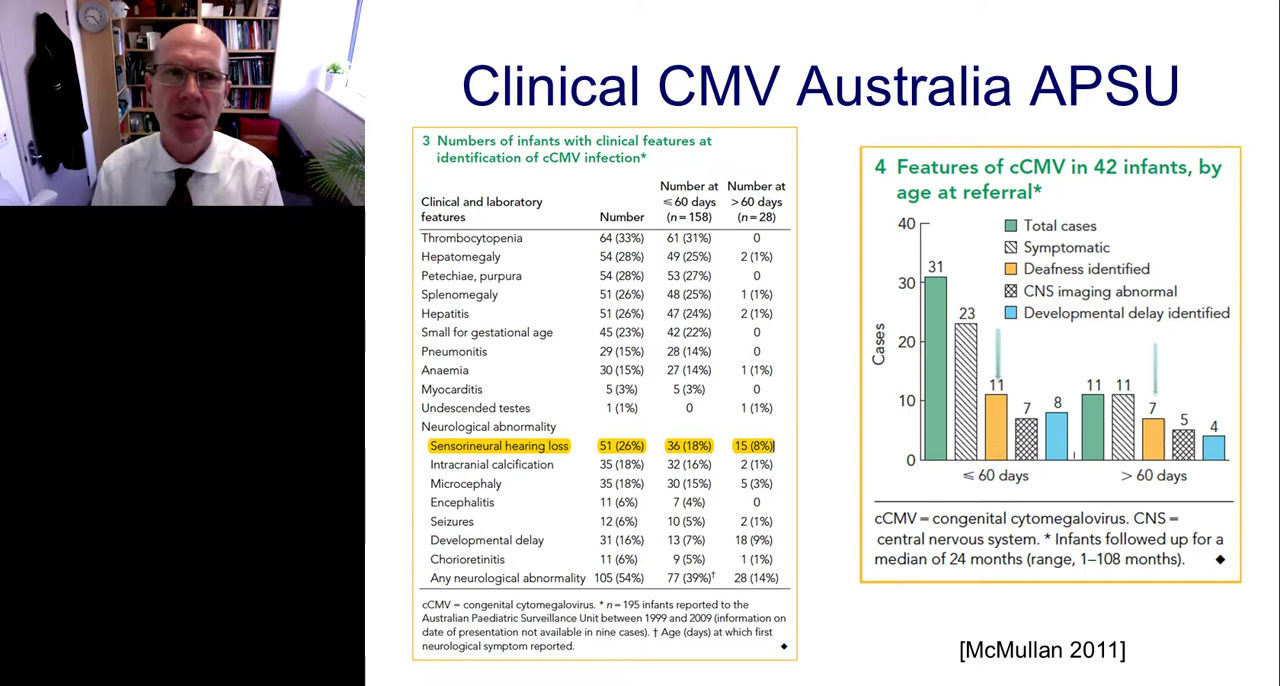 Clinical CMV Australia APSU
3 Numbers of infants with clinical features at
identification of cCMV infection*
Clinical and laboratory
features
Number
Number at
⩽ 60 days
(n = 158)
Number at
> 60 days
(n = 28)
Thrombocytopenia 64 (33%) 61 (31%) 0
Hepatomegaly 54 (28%) 49 (25%) 2 (1%)
Petechiae, purpura 54 (28%) 53 (27%) 0
Splenomegaly 51 (26%) 48 (25%) 1 (1%)
Hepatitis 51 (26%) 47 (24%) 2 (1%)
Small for gestational age 45 (23%) 42 (22%) 0
Pneumonitis 29 (15%) 28 (14%) 0
Anaemia 30 (15%) 27 (14%) 1 (1%)
Myocarditis 5 (3%) 5 (3%) 0
Undescended testes 1 (1%) 0 1 (1%)
Neurological abnormality
Sensorineural hearing loss 51 (26%) 36 (18%) 15 (8%)
Intracranial calcification 35 (18%) 32 (16%) 2 (1%)
Microcephaly 35 (18%) 30 (15%) 5 (3%)
Encephalitis 11 (6%) 7 (4%) 0
Seizures 12 (6%) 10 (5%) 2 (1%)
Developmental delay 31 (16%) 13 (7%) 18 (9%)
Chorioretinitis 11 (6%) 9 (5%) 1 (1%)
Any neurological abnormality 105 (54%) 77 (39%)† 28 (14%)
cCMV = congenital cytomegalovirus. * n = 195 infants reported to the
Australian Paediatric Surveillance Unit between 1999 and 2009 (information on
date of presentation not available in nine cases). † Age (days) at which first
neurological symptom reported. ◆
4 Features of cCMV in 42 infants, by
age at referral*
Total cases
Symptomatic
Deafness identified
CNS imaging abnormal
Developmental delay identified
Cases
40
30
20
10
0
31
23
11
7
8
11
11
7
5
4
⩽ 60 days
> 60 days
cCMV = congenital cytomegalovirus. CNS =
central nervous system. * Infants followed up for a
median of 24 months (range, 1–108 months). ◆
[McMullan 2011]